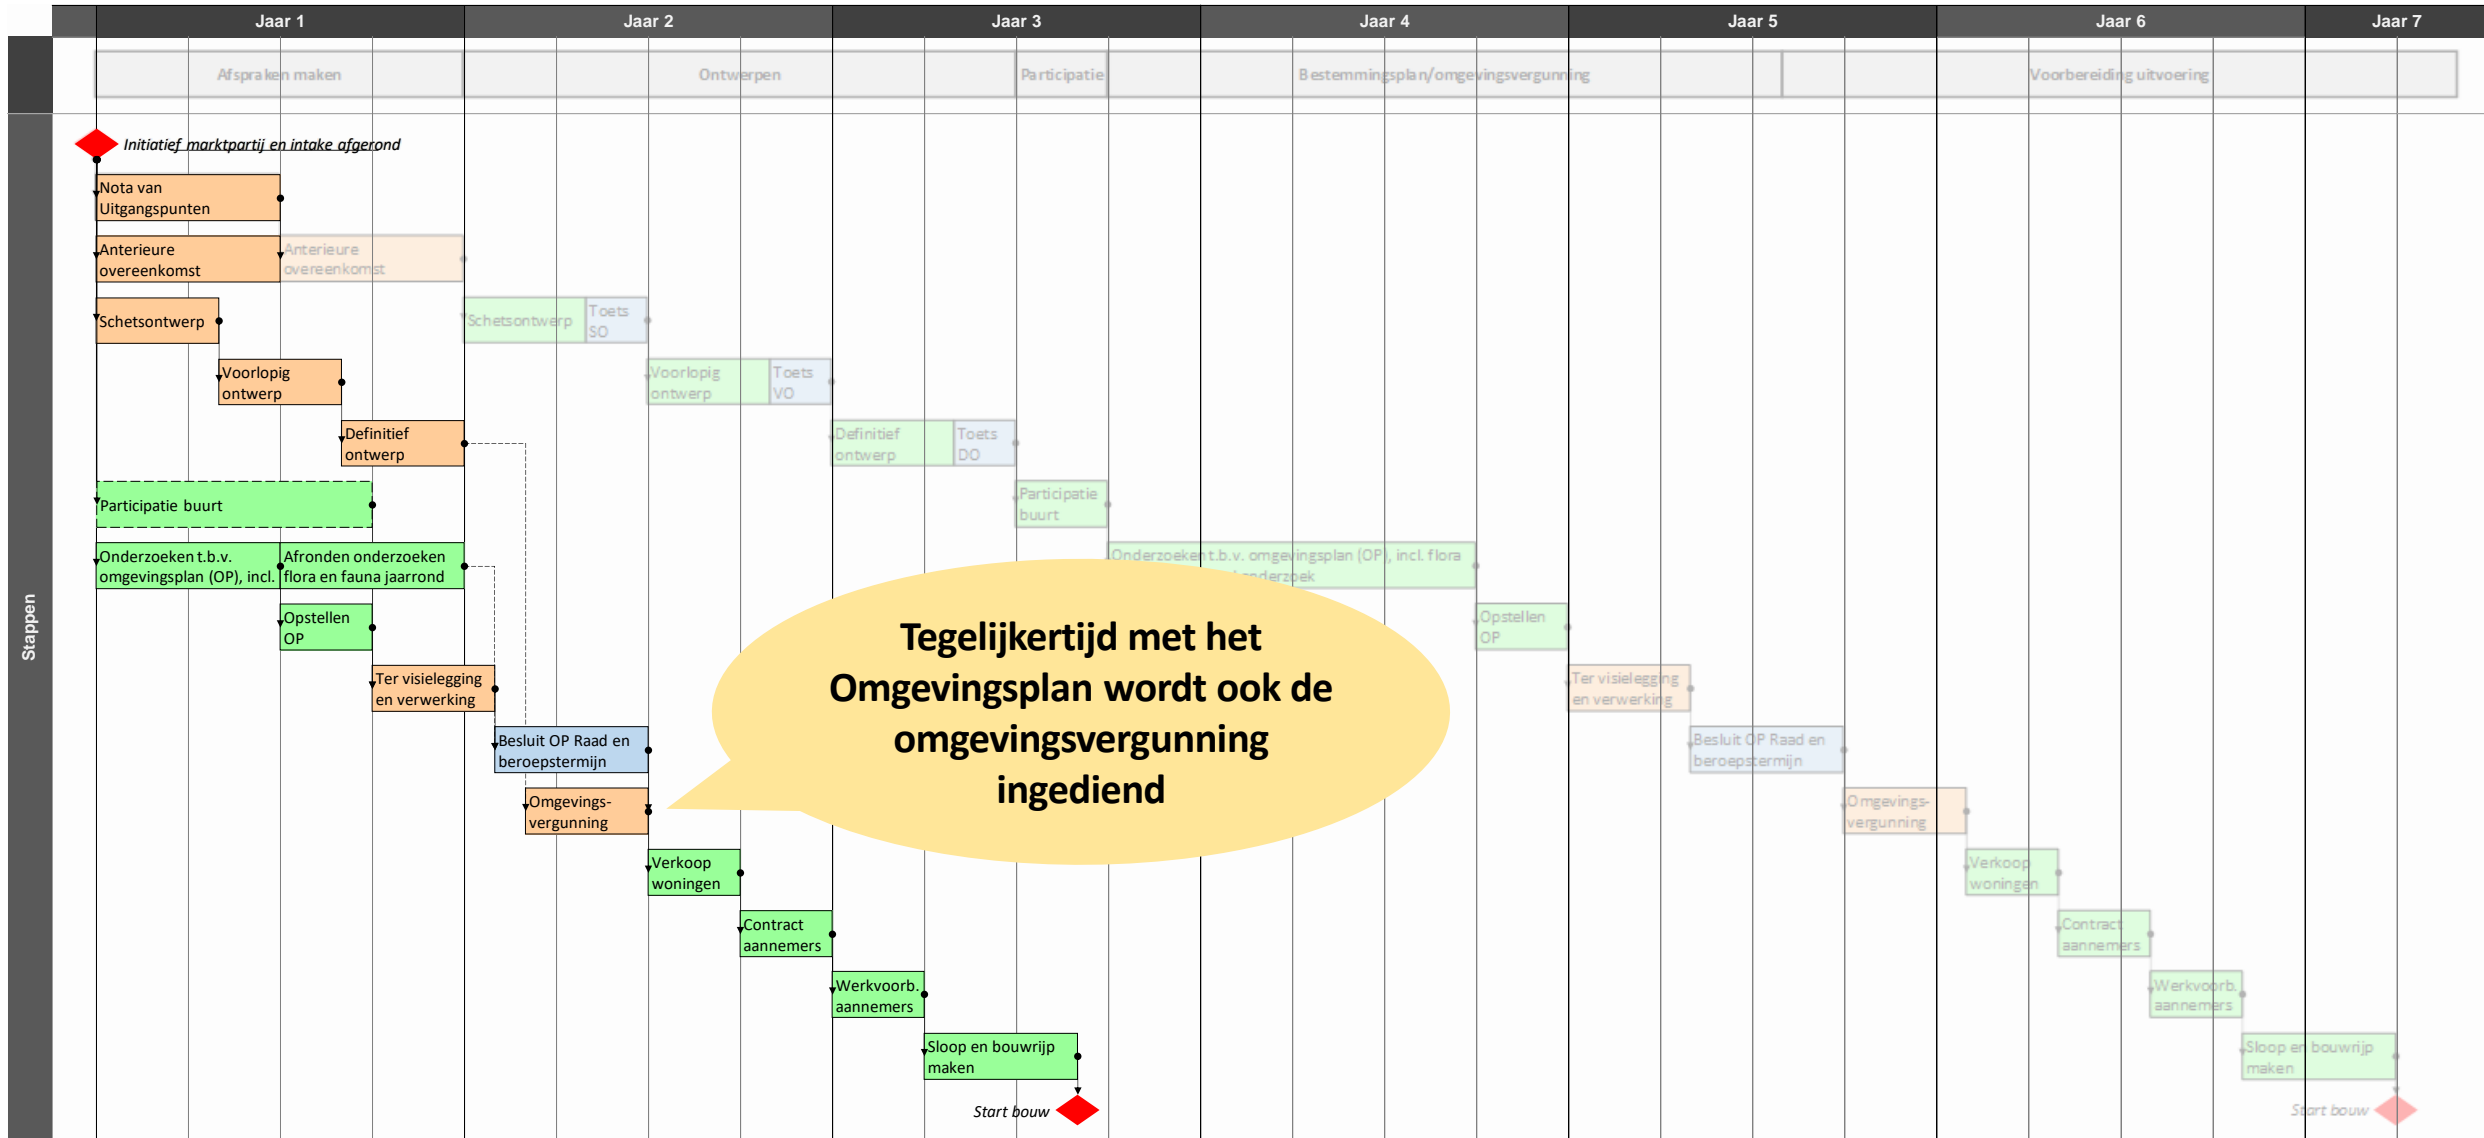 Jaar 1
Jaar 2
Jaar 3
Jaar 4
Jaar 5
Jaar 6
Jaar 7
Afspraken maken
Ontwerpen
Participatie
Bestemmingsplan/omgevingsvergunning
Voorbereiding uitvoering
Stappen
Initiatief marktpartij en intake afgerond
Nota van
Uitgangspunten
Anterieure
overeenkomst
Anterieure
overeenkomst
Schetsontwerp
Schetsontwerp
Toets
SO
Voorlopig
ontwerp
Voorlopig
ontwerp
Toets
VO
Definitief
ontwerp
Definitief
ontwerp
Toets
DO
Participatie buurt
Participatie
buurt
Onderzoeken t.b.v.
omgevingsplan (OP), incl.
Afronden onderzoeken
flora en fauna jaarrond
Onderzoeken t.b.v. omgevingsplan (OP), incl. flora
onderzoek
Opstellen
OP
Opstellen
OP
Tegelijkertijd met het
Omgevingsplan wordt ook de
omgevingsvergunning
ingediend
Ter visielegging
en verwerking
Ter visielegging
en verwerking
Besluit OP Raad en
beroepstermijn
Besluit OP Raad en
beroepstermijn
Omgevings-
vergunning
Omgevings-
vergunning
Verkoop
woningen
Verkoop
woningen
Contract
aannemers
Contract
aannemers
Werkvoorb.
aannemers
Werkvoorb.
aannemers
Sloop en bouwrijp
maken
Sloop en bouwrijp
maken
Start bouw
Start bouw